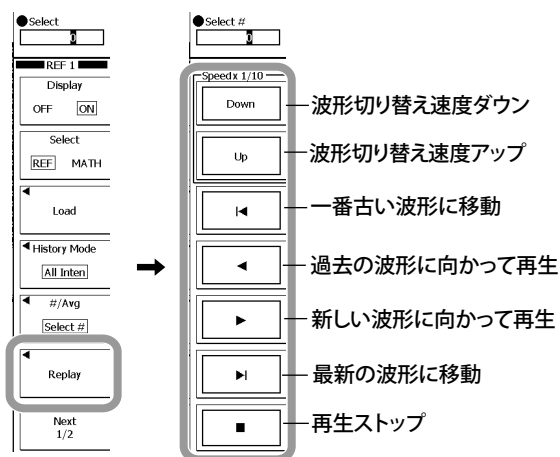 Select
0
REF 1
Display
OFF ON
Select
REF MATH
Load
History Mode
All Inten
#/Avg
Select #
Replay
Next
1/2
Select #
0
Speed x 1/10
Down
波形切り替え速度ダウン
Up
波形切り替え速度アップ
一番古い波形に移動
過去の波形に向かって再生
新しい波形に向かって再生
最新の波形に移動
再生ストップ